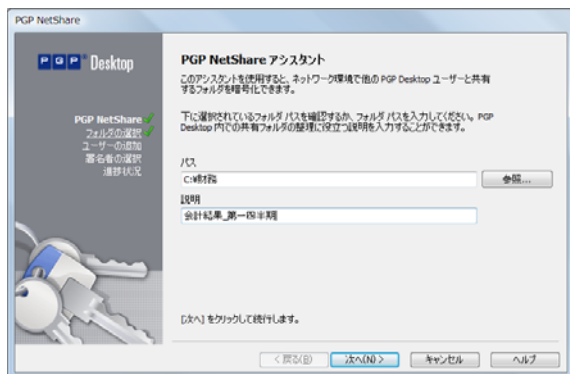 PGP NetShare
PGP Desktop
PGP NetShare アシスタント
このアシスタントを使用すると、ネットワーク環境で他の PGP Desktop ユーザーと共有
するフォルダを暗号化できます。
下に選択されているフォルダ パスを確認するか、フォルダ パスを入力してください。PGP
Desktop 内での共有フォルダの整理に役立つ説明を入力することができます。
PGP NetShare
フォルダの選択
ユーザーの追加
署名者の選択
進捗状況
パス
C:¥財務
参照...
説明
会計結果_第一四半期
[次へ] をクリックして続行します。
< 戻る(B)
次へ(N) >
キャンセル
ヘルプ